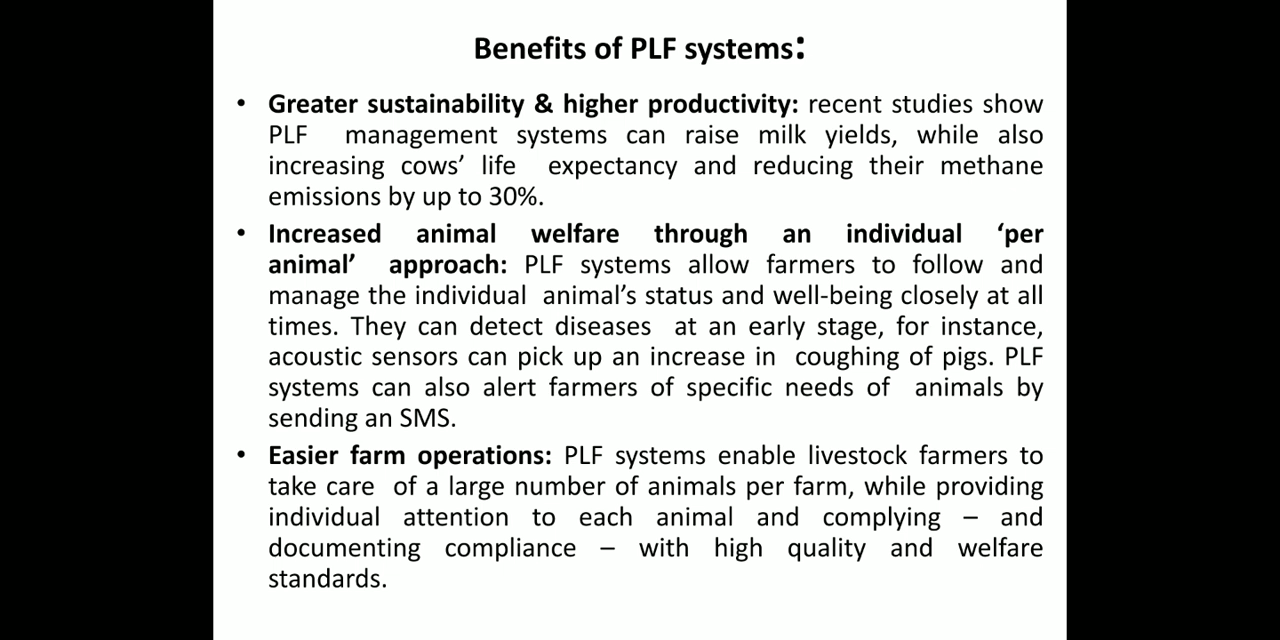 Benefits of PLF systems:
• Greater sustainability & higher productivity: recent studies show
PLF management systems can raise milk yields, while also
increasing cows’ life expectancy and reducing their methane
emissions by up to 30%.
• Increased animal welfare through an individual ‘per
animal’ approach: PLF systems allow farmers to follow and
manage the individual animal’s status and well-being closely at all
times. They can detect diseases at an early stage, for instance,
acoustic sensors can pick up an increase in coughing of pigs. PLF
systems can also alert farmers of specific needs of animals by
sending an SMS.
• Easier farm operations: PLF systems enable livestock farmers to
take care of a large number of animals per farm, while providing
individual attention to each animal and complying – and
documenting compliance – with high quality and welfare
standards.